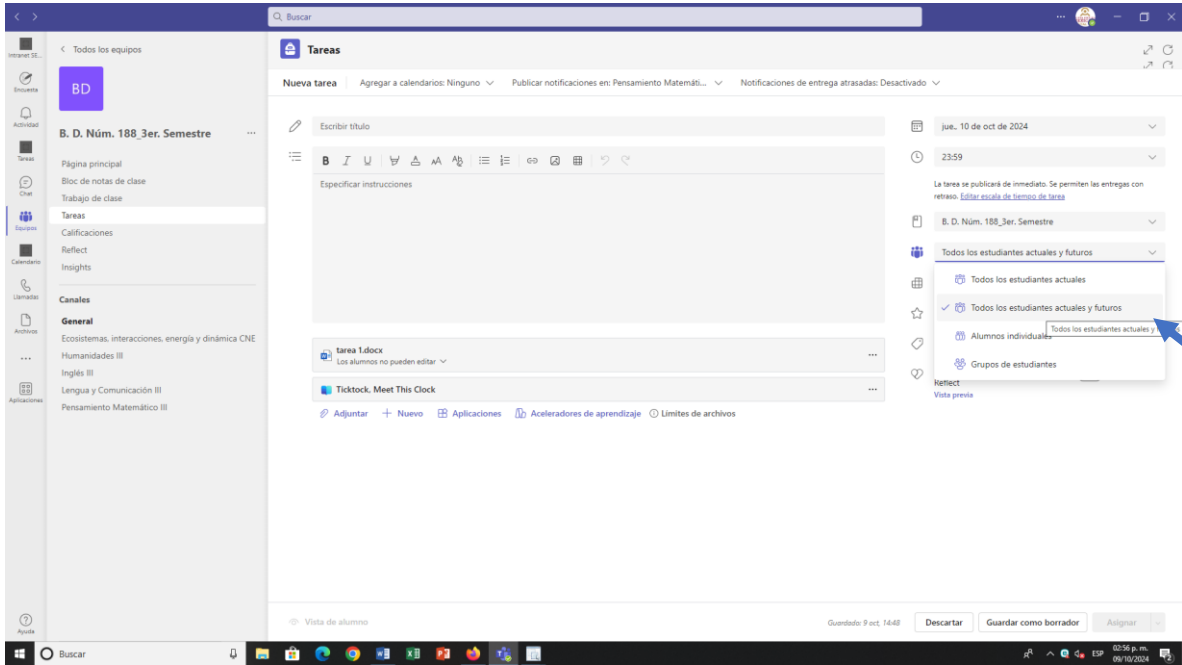 Buscar
Intranet SE...
Encuesta
Actividad
Tareas
Chat
Equipos
Calendario
Llamadas
Archivos
Aplicaciones
Ayuda
Todos los equipos
BD
B. D. Núm. 188_3er. Semestre
Página principal
Bloc de notas de clase
Trabajo de clase
Tareas
Calificaciones
Reflect
Insights
Canales
General
Ecosistemas, interacciones, energía y dinámica CNE
Humanidades III
Inglés III
Lengua y Comunicación III
Pensamiento Matemático III
Tareas
Nueva tarea Agregar a calendarios: Ninguno Publicar notificaciones en: Pensamiento Matemáti... Notificaciones de entrega atrasadas: Desactivado
Escribir título
Especificar instrucciones
tarea 1.docx
Los alumnos no pueden editar
Ticktock. Meet This Clock
Adjuntar Nuevo Aplicaciones Aceleradores de aprendizaje Límites de archivos
jue., 10 de oct de 2024
23:59
La tarea se publicará de inmediato. Se permiten las entregas con
retraso. Editar escala de tiempo de tarea
B. D. Núm. 188_3er. Semestre
Todos los estudiantes actuales y futuros
Todos los estudiantes actuales
Todos los estudiantes actuales y futuros
Todos los estudiantes actuales y
Alumnos individuales
Grupos de estudiantes
Reflect
Vista previa
Vista de alumno
Guardado: 9 oct, 14:48 Descartar Guardar como borrador Asignar
Buscar
ESP
02:56 p. m.
09/10/2024